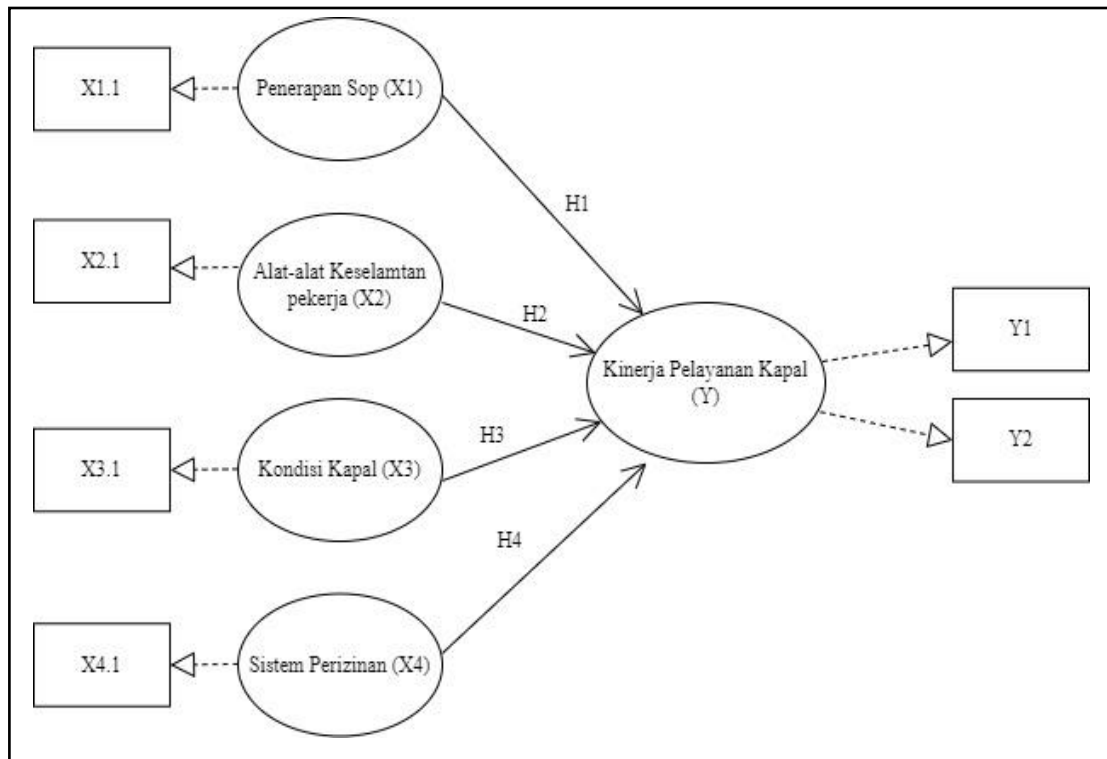 X1.1
Penerapan Sop (X1)
H1
X2.1
Alat-alat Keselamtan
pekerja (X2)
H2
Kinerja Pelayanan Kapal
(Y)
Y1
Y2
X3.1
Kondisi Kapal (X3)
H3
H4
X4.1
Sistem Perizinan (X4)